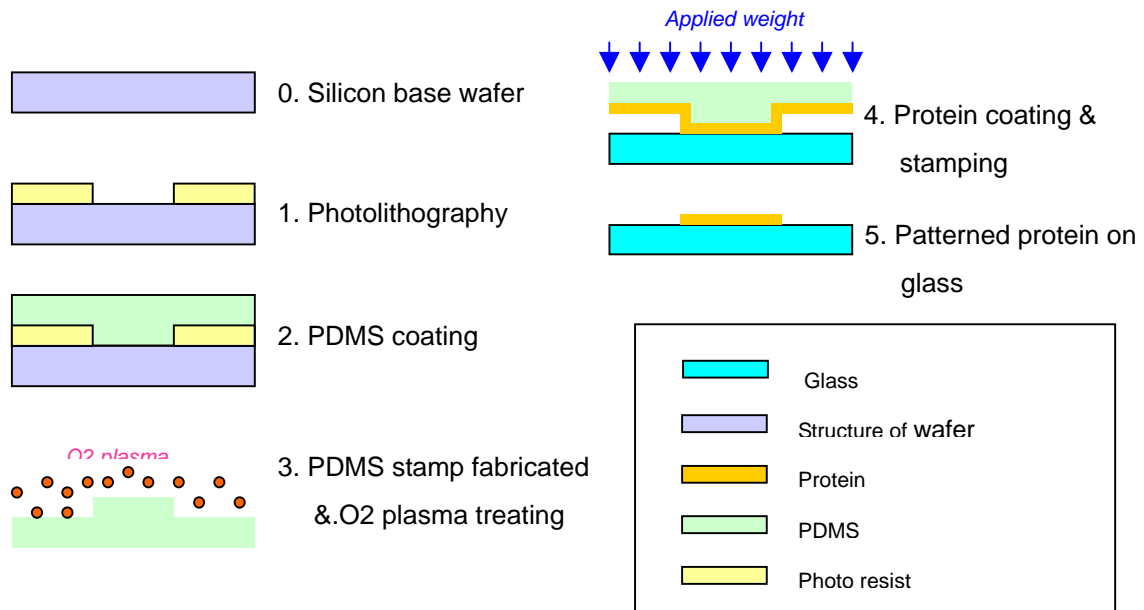 0. Silicon base wafer
1. Photolithography
2. PDMS coating
O2 plasma
3. PDMS stamp fabricated
&.O2 plasma treating
Applied weight
4. Protein coating &
stamping
5. Patterned protein on
glass
Glass
Structure of wafer
Protein
PDMS
Photo resist